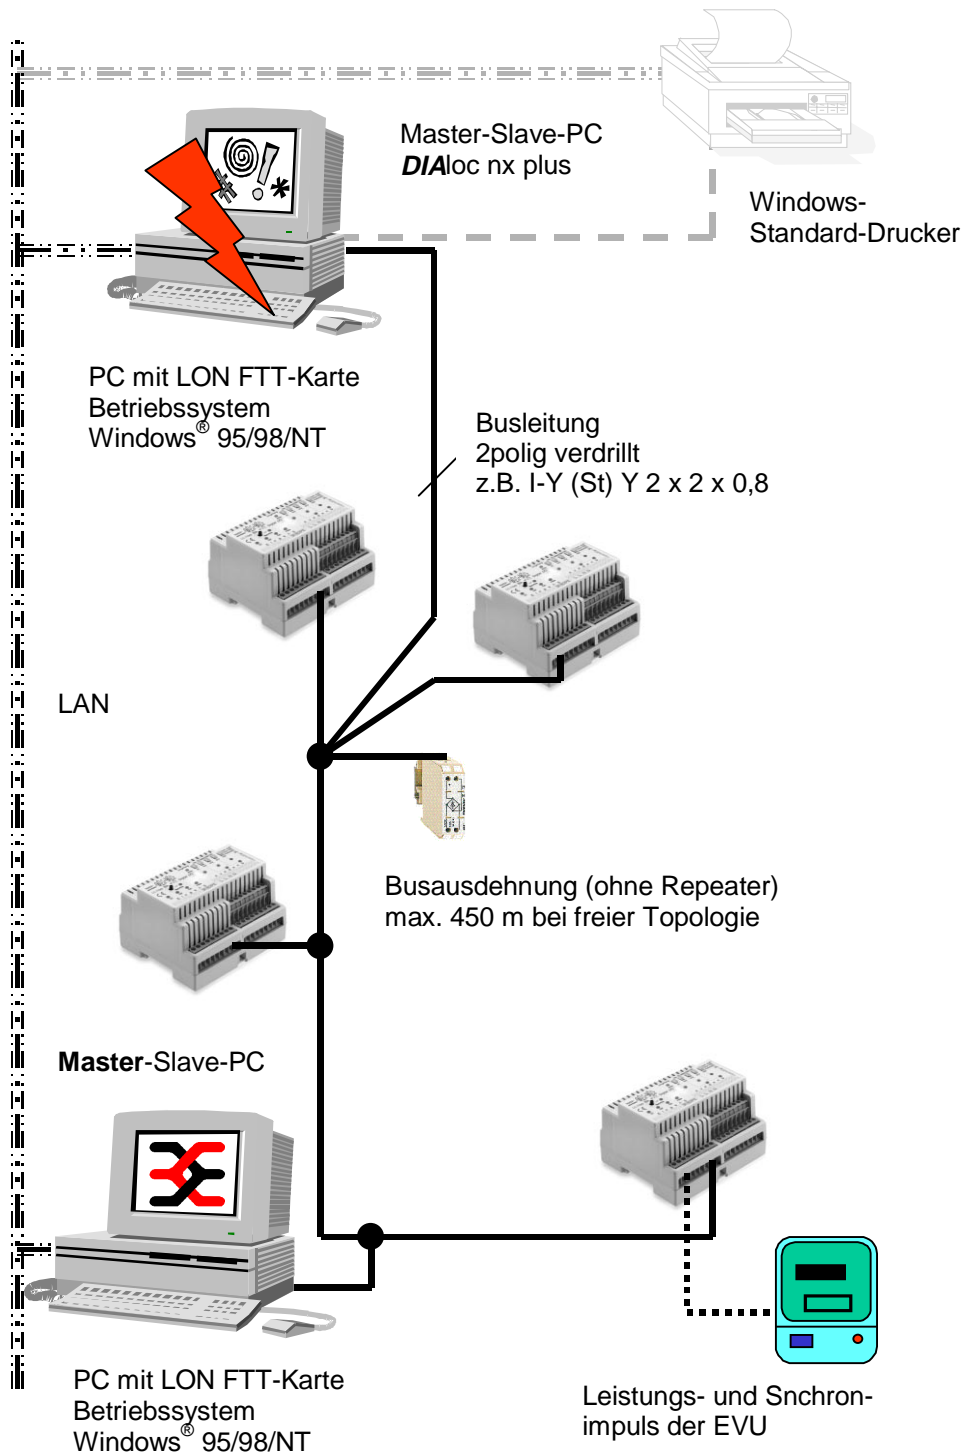 Master-Slave-PC
DIAloc nx plus
Windows-
Standard-Drucker
PC mit LON FTT-Karte
Betriebssystem
Windows® 95/98/NT
Busleitung
2polig verdrillt
z.B. I-Y (St) Y 2 x 2 x 0,8
LAN
Busausdehnung (ohne Repeater)
max. 450 m bei freier Topologie
Master-Slave-PC
PC mit LON FTT-Karte
Betriebssystem
Windows® 95/98/NT
Leistungs- und Snchron-
impuls der EVU